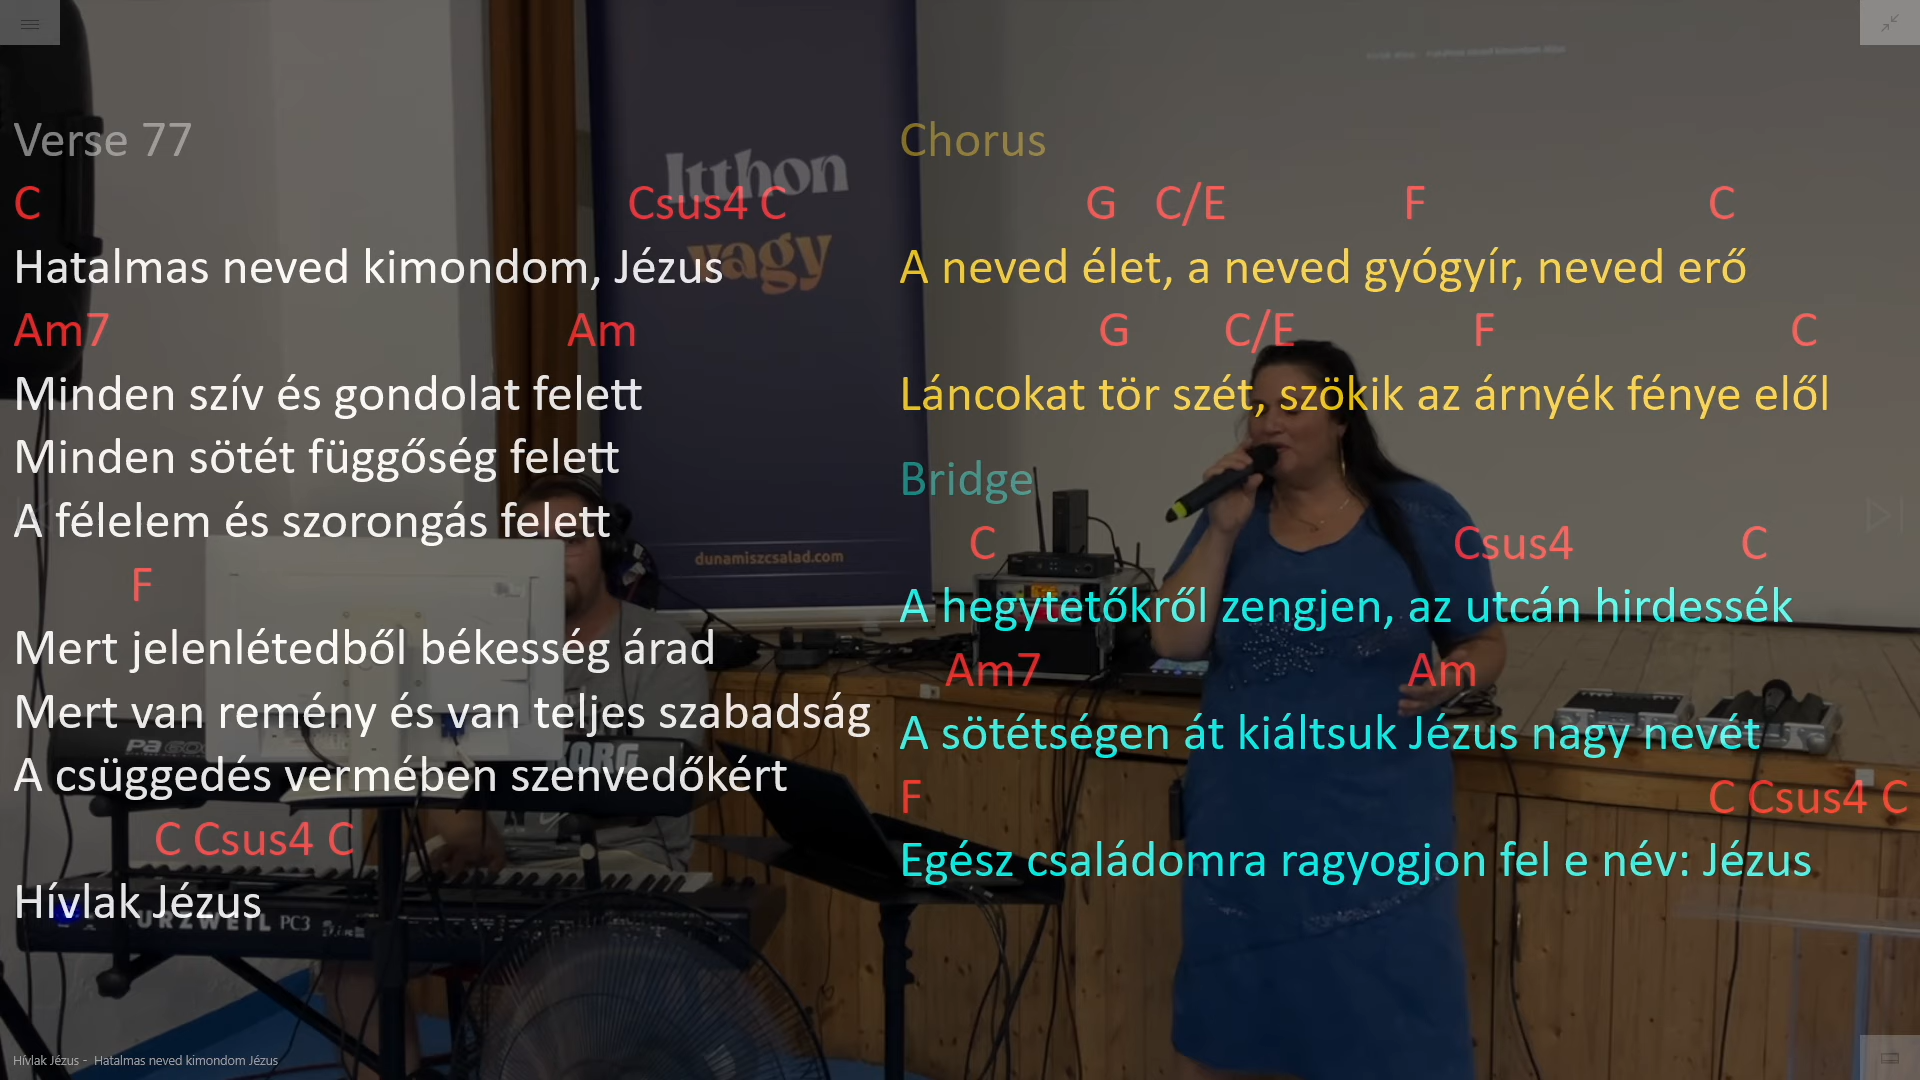 Verse 77
C Csus4 C
Hatalmas neved kimondom, Jézus
Am7 Am
Minden szív és gondolat felett
Minden sötét függőség felett
A félelem és szorongás felett
F
Mert jelenlétedből békesség árad
Mert van remény és van teljes szabadság
A csüggedés vermében szenvedőkért
C Csus4 C
Hívlak Jézus
Chorus
G C/E F C
A neved élet, a neved gyógyír, neved erő
G C/E F C
Láncokat tör szét, szökik az árnyék fénye elől
Bridge
C Csus4 C
A hegytetőkről zengjen, az utcán hirdessék
Am7 Am
A sötétségen át kiáltsuk Jézus nagy nevét
F C Csus4 C
Egész családomra ragyogjon fel e név: Jézus
Itthon
vagy
dunamiszcsalad.com
KORG
KURZWEIL PC3
Hívlak Jézus - Hatalmas neved kimondom Jézus